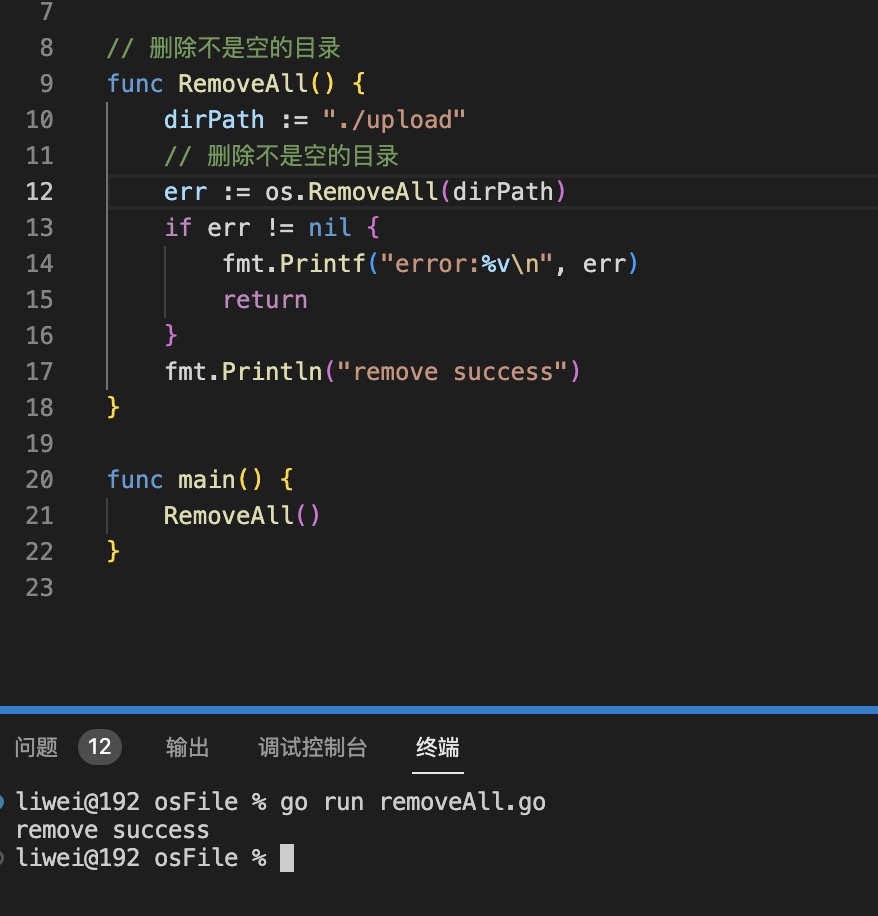 7
8 // 删除不是空的目录
9 func RemoveAll() {
10 dirPath := "./upload"
11 // 删除不是空的目录
12 err := os.RemoveAll(dirPath)
13 if err != nil {
14 fmt.Printf("error:%v\n", err)
15 return
16 }
17 fmt.Println("remove success")
18 }
19
20 func main() {
21 RemoveAll()
22 }
23
问题 12 输出 调试控制台 终端
liwei@192 osFile % go run removeAll.go
remove success
liwei@192 osFile %